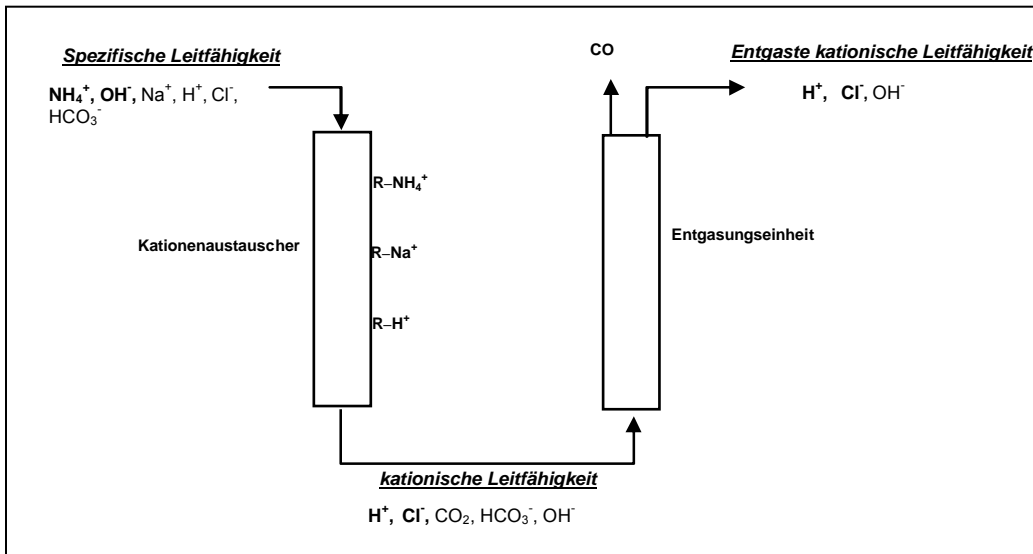 Spezifische Leitfähigkeit
NH₄⁺, OH⁻, Na⁺, H⁺, Cl⁻,
HCO₃⁻
CO
Entgaste kationische Leitfähigkeit
H⁺, Cl⁻, OH⁻
R–NH₄⁺
Kationenaustauscher
R–Na⁺
R–H⁺
Entgasungseinheit
kationische Leitfähigkeit
H⁺, Cl⁻, CO₂, HCO₃⁻, OH⁻